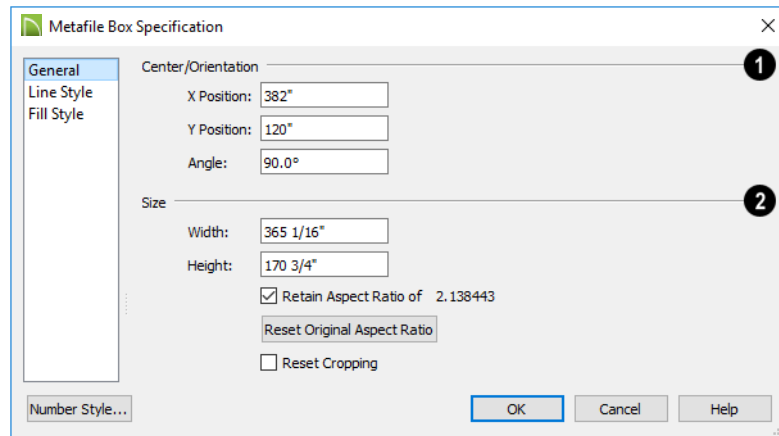 Metafile Box Specification
General
Line Style
Fill Style
Center/Orientation 1
X Position: 382"
Y Position: 120"
Angle: 90.0°
Size 2
Width: 365 1/16"
Height: 170 3/4"
Retain Aspect Ratio of 2.138443
Reset Original Aspect Ratio
Reset Cropping
Number Style... OK Cancel Help